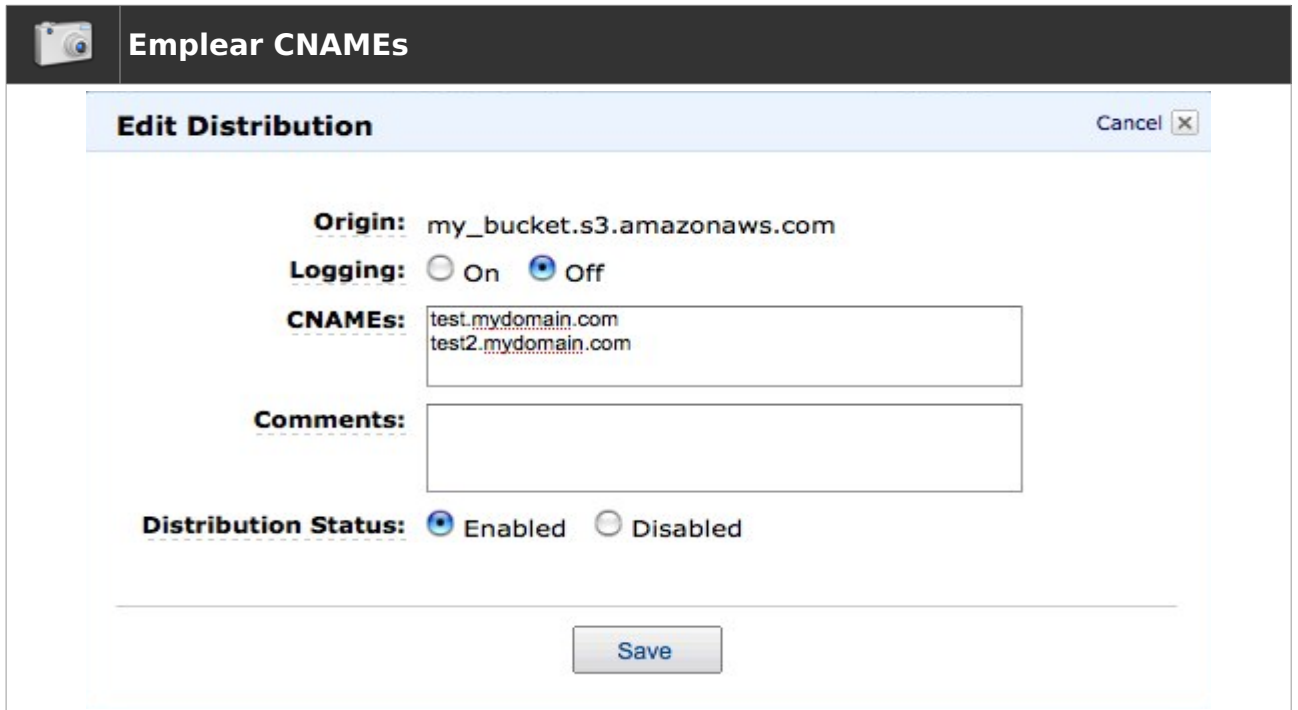 Emplear CNAMEs
Edit Distribution
Cancel
Origin: my_bucket.s3.amazonaws.com
Logging: On Off
CNAMEs: test.mydomain.com
test2.mydomain.com
Comments:
Distribution Status: Enabled Disabled
Save